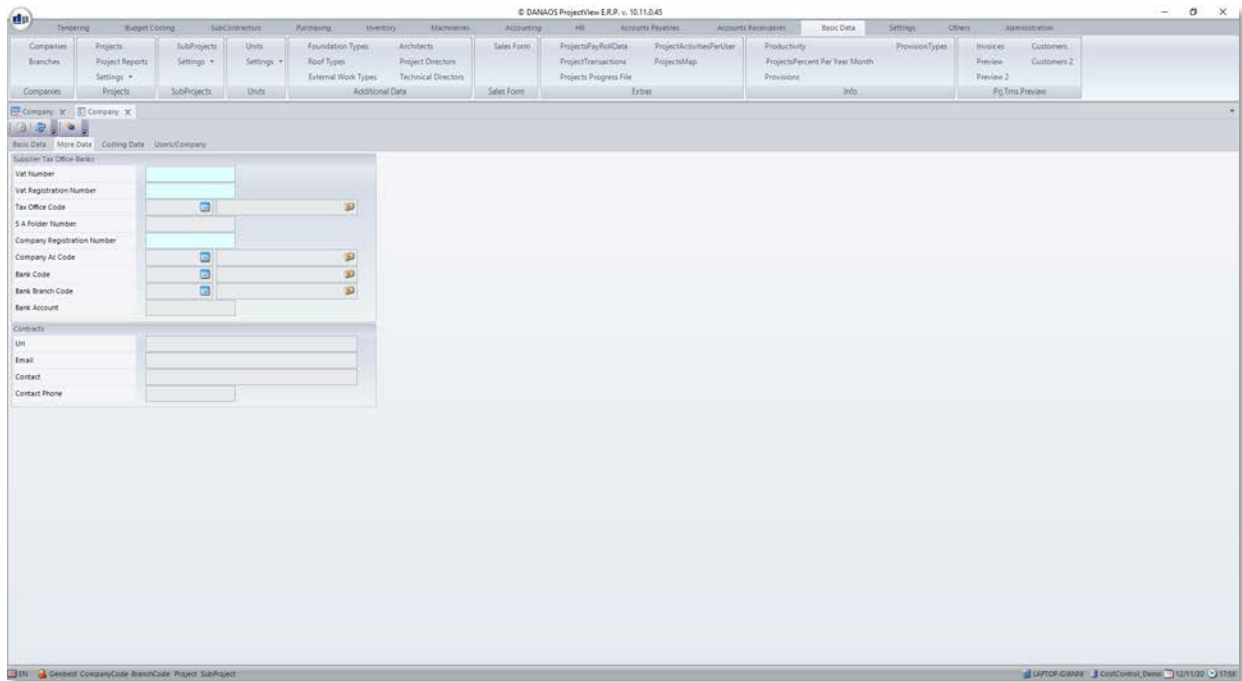 © DANAOS ProjectView E.R.P. v. 10.11.0.45
Tendering Budget Costing SubContractors Purchasing Inventory Machineries Accounting HR Accounts Payables Accounts Receivables Basic Data Settings Others Administration
Companies Projects SubProjects Units Foundation Types Architects Sales Form ProjectsPayRollData ProjectActivitiesPerUser Productivity ProvisionTypes Invoices Customers
Branches Project Reports Settings Settings Roof Types Project Directors ProjectTransactions ProjectsMap ProjectsPercent Per Year Month Preview Customers 2
Settings External Work Types Technical Directors Projects Progress File Provisions Preview 2
Companies Projects SubProjects Units Additional Data Sales Form Extras Info Prj.Trns.Preview
Company X Company X
Basic Data More Data Costing Data Users/Company
Supplier Tax Office-Banks
Vat Number
Vat Registration Number
Tax Office Code
S A Folder Number
Company Registration Number
Company Ac Code
Bank Code
Bank Branch Code
Bank Account
Contracts
Url
Email
Contact
Contact Phone
EN Geobest CompanyCode BranchCode Project SubProject LAPTOP-GIANNI CostControl_Demo 12/11/20 17:56